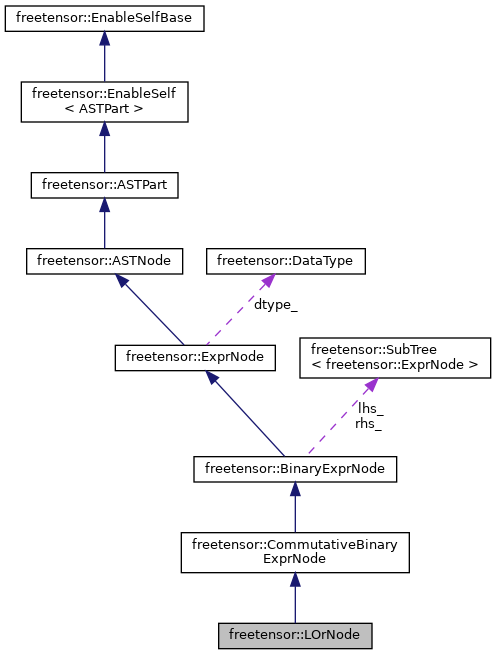 freetensor::EnableSelfBase
freetensor::EnableSelf
< ASTPart >
freetensor::ASTPart
freetensor::ASTNode
freetensor::DataType
dtype_
freetensor::ExprNode
freetensor::SubTree
< freetensor::ExprNode >
lhs_
rhs_
freetensor::BinaryExprNode
freetensor::CommutativeBinary
ExprNode
freetensor::LOrNode